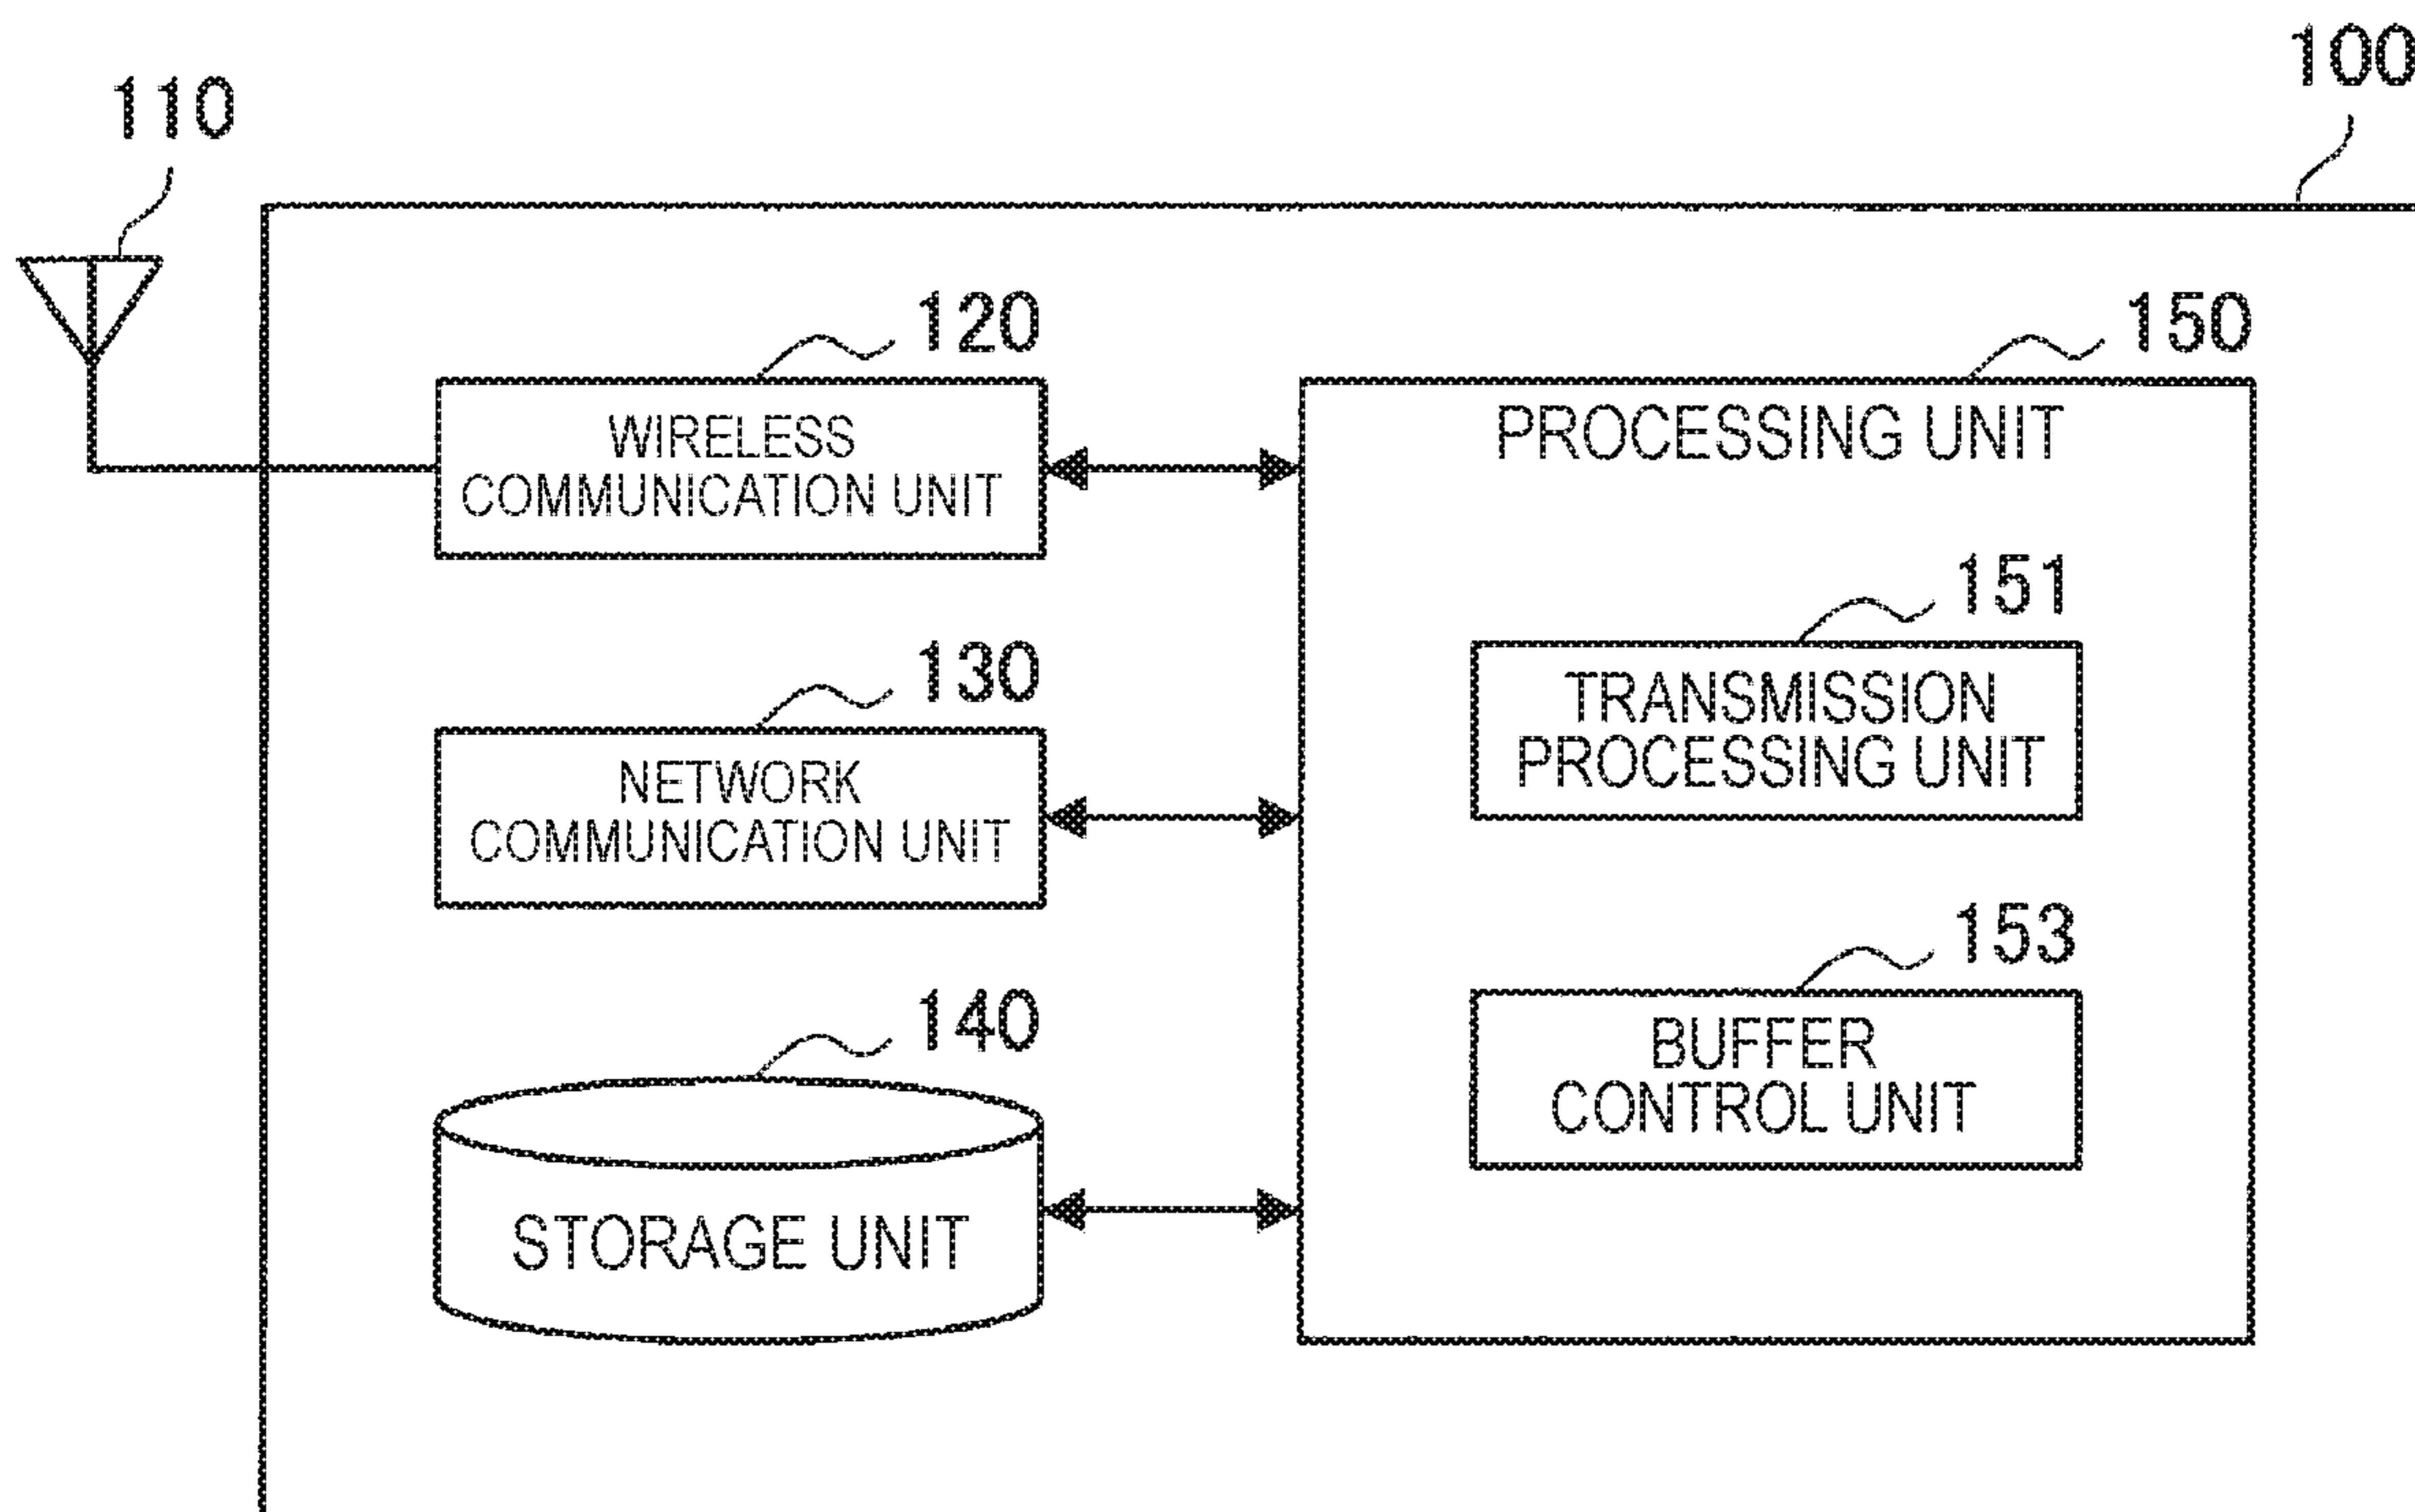 100
110
120
150
WIRELESS
COMMUNICATION UNIT
PROCESSING UNIT
151
130
TRANSMISSION
PROCESSING UNIT
NETWORK
COMMUNICATION UNIT
153
140
BUFFER
CONTROL UNIT
STORAGE UNIT